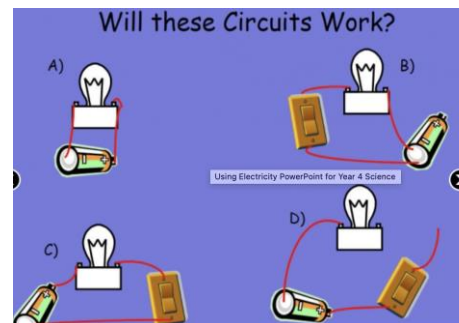 Will these Circuits Work?
A)
B)
Using Electricity PowerPoint for Year 4 Science
C)
D)